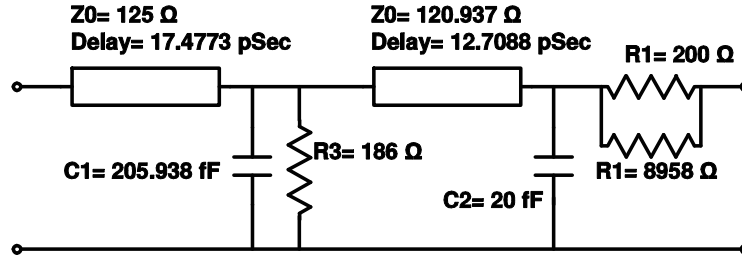 Z0= 125 Ω
Delay= 17.4773 pSec
Z0= 120.937 Ω
Delay= 12.7088 pSec
R1= 200 Ω
C1= 205.938 fF
R3= 186 Ω
R1= 8958 Ω
C2= 20 fF